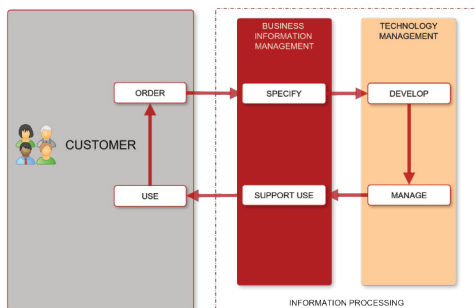 BUSINESS
INFORMATION
MANAGEMENT
TECHNOLOGY
MANAGEMENT
ORDER
SPECIFY
DEVELOP
CUSTOMER
USE
SUPPORT USE
MANAGE
INFORMATION PROCESSING